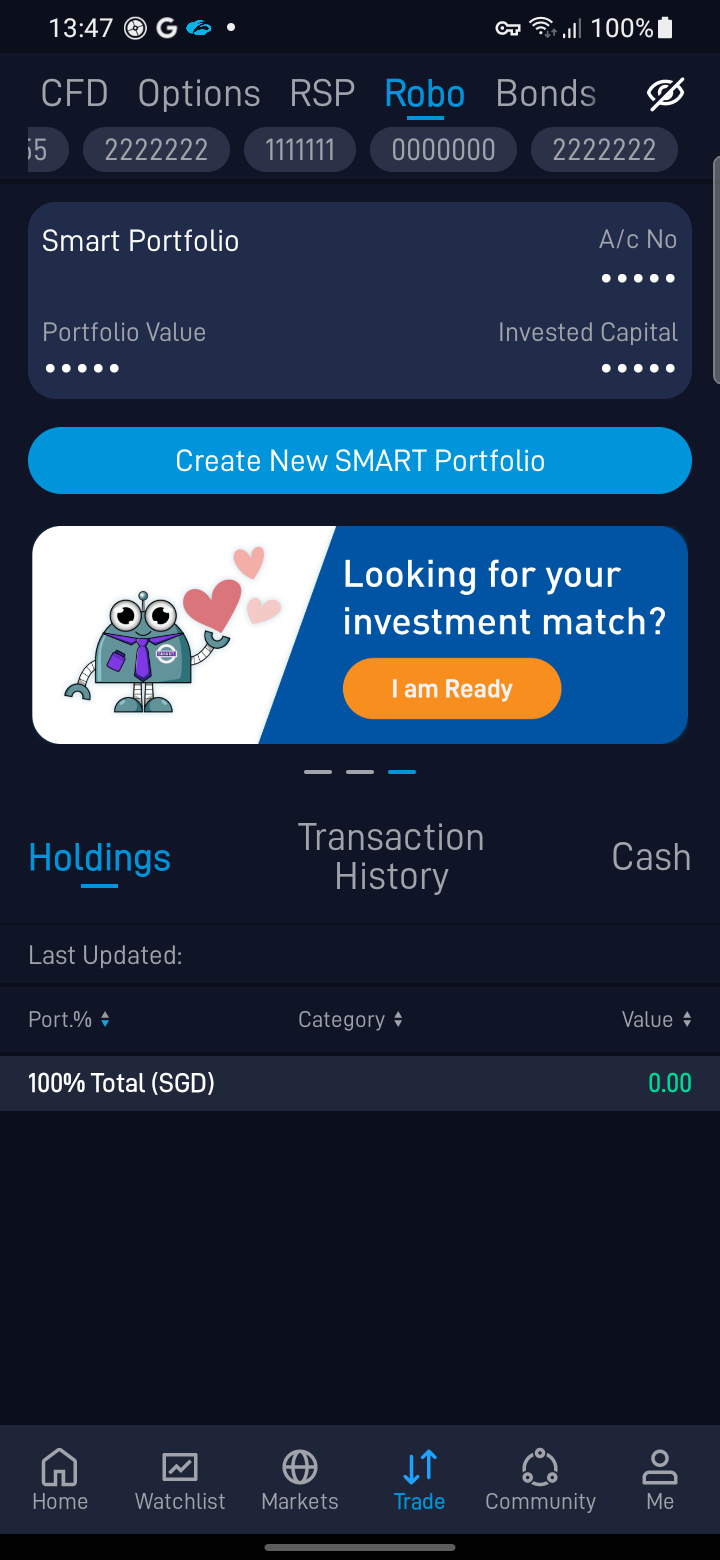 13:47 G 100%
CFD Options RSP Robo Bonds
55 2222222 1111111 0000000 2222222
Smart Portfolio A/c No
•••••
Portfolio Value Invested Capital
••••• •••••
Create New SMART Portfolio
Looking for your
investment match?
I am Ready
Holdings Transaction History Cash
Last Updated:
Port.% Category Value
100% Total (SGD) 0.00
Home Watchlist Markets Trade Community Me